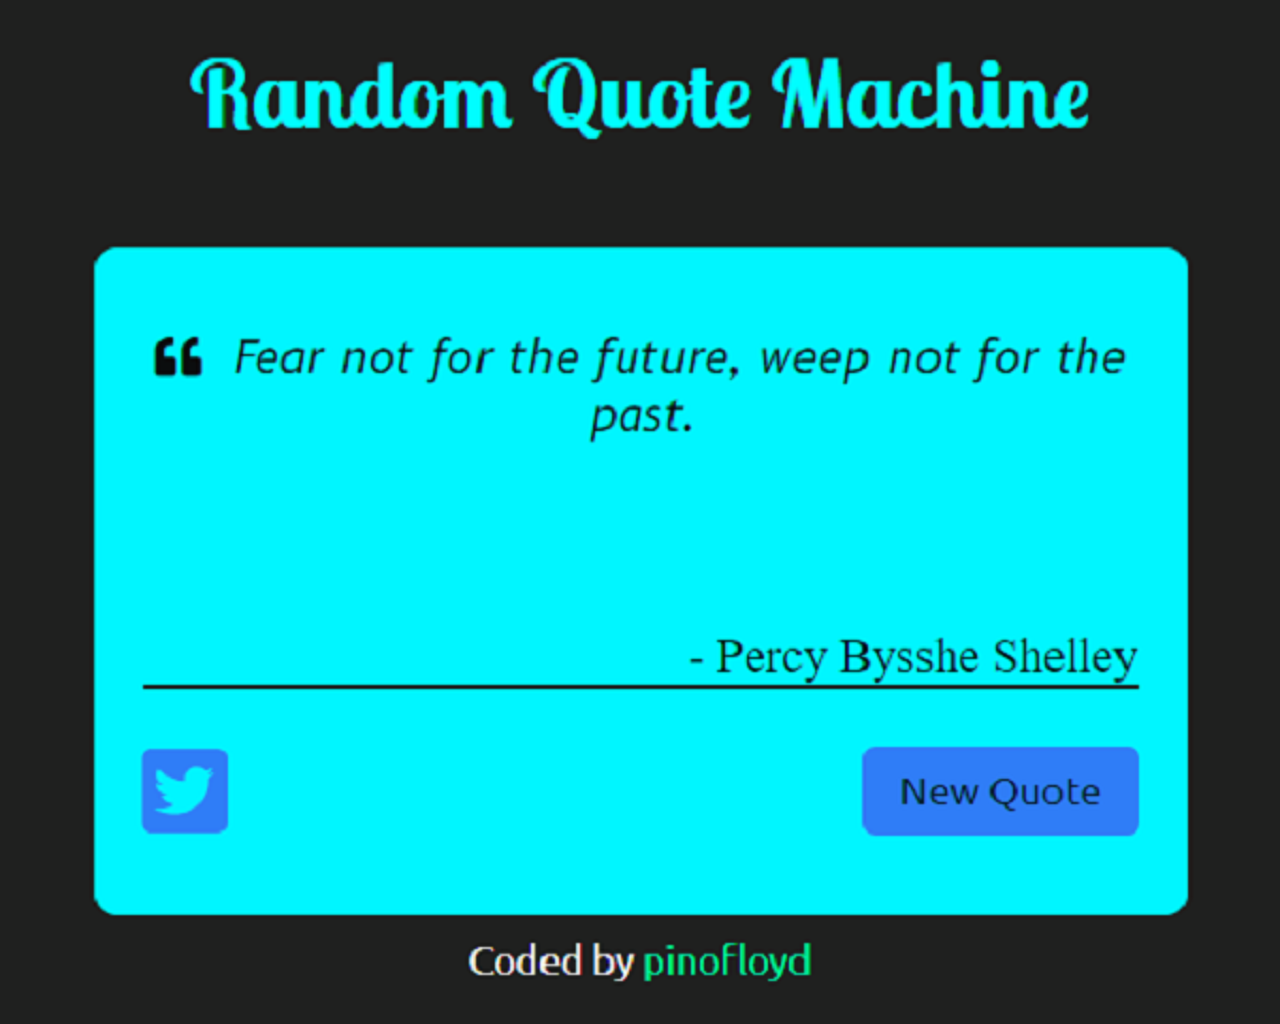 Random Quote Machine
❝ Fear not for the future, weep not for the
past.
- Percy Bysshe Shelley
New Quote
Coded by pinofloyd